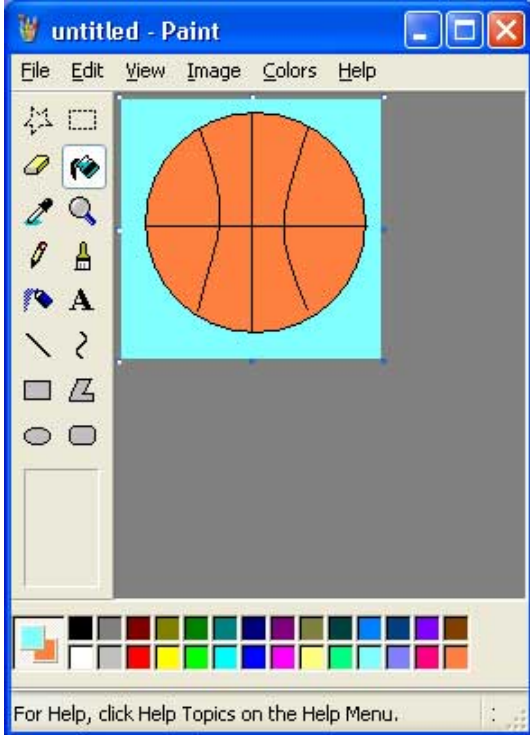 untitled - Paint
File Edit View Image Colors Help
A
For Help, click Help Topics on the Help Menu.